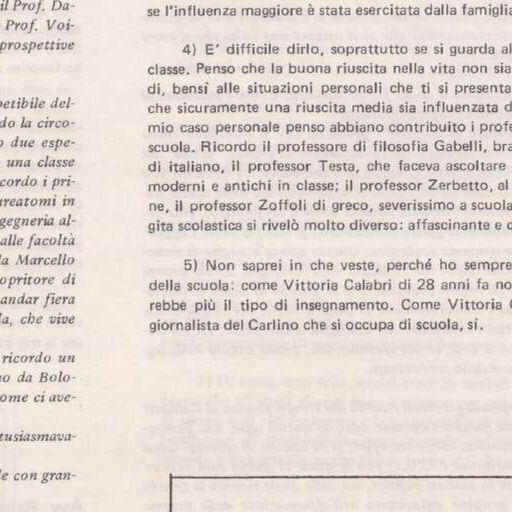 il Prof. Da-
Prof. Voi-
prospettive
petibile del-
do la circo-
o due espe-
una classe
cordo i pri-
ureatomi in
gegneria al-
alle facoltà
la Marcello
opritore di
andar fiera
la, che vive
ricordo un
no da Bolo-
ome ci ave-
tusiasmava-
le con gran-
se l'influenza maggiore è stata esercitata dalla famiglia
4) E' difficile dirlo, soprattutto se si guarda al
classe. Penso che la buona riuscita nella vita non sia
di, bensì alle situazioni personali che ti si presenta
che sicuramente una riuscita media sia influenzata d
mio caso personale penso abbiano contribuito i profe
scuola. Ricordo il professore di filosofia Gabelli, bra
di italiano, il professor Testa, che faceva ascoltare
moderni e antichi in classe; il professor Zerbetto, al
ne, il professor Zoffoli di greco, severissimo a scuola
gita scolastica si rivelò molto diverso: affascinante e c
5) Non saprei in che veste, perché ho sempre
della scuola: come Vittoria Calabri di 28 anni fa no
rebbe più il tipo di insegnamento. Come Vittoria C
giornalista del Carlino che si occupa di scuola, sì.